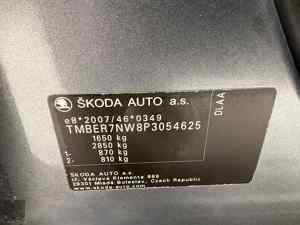 ŠKODA AUTO a.s.
e8*2007/46*0349
TMBER7NW8P3054625
1650 kg
2850 kg
1: 870 kg
2: 810 kg
DLAA
ŠKODA AUTO a.s.
tř. Václava Klementa 869
29301 Mladá Boleslav, Czech Republic
www.skoda-auto.com